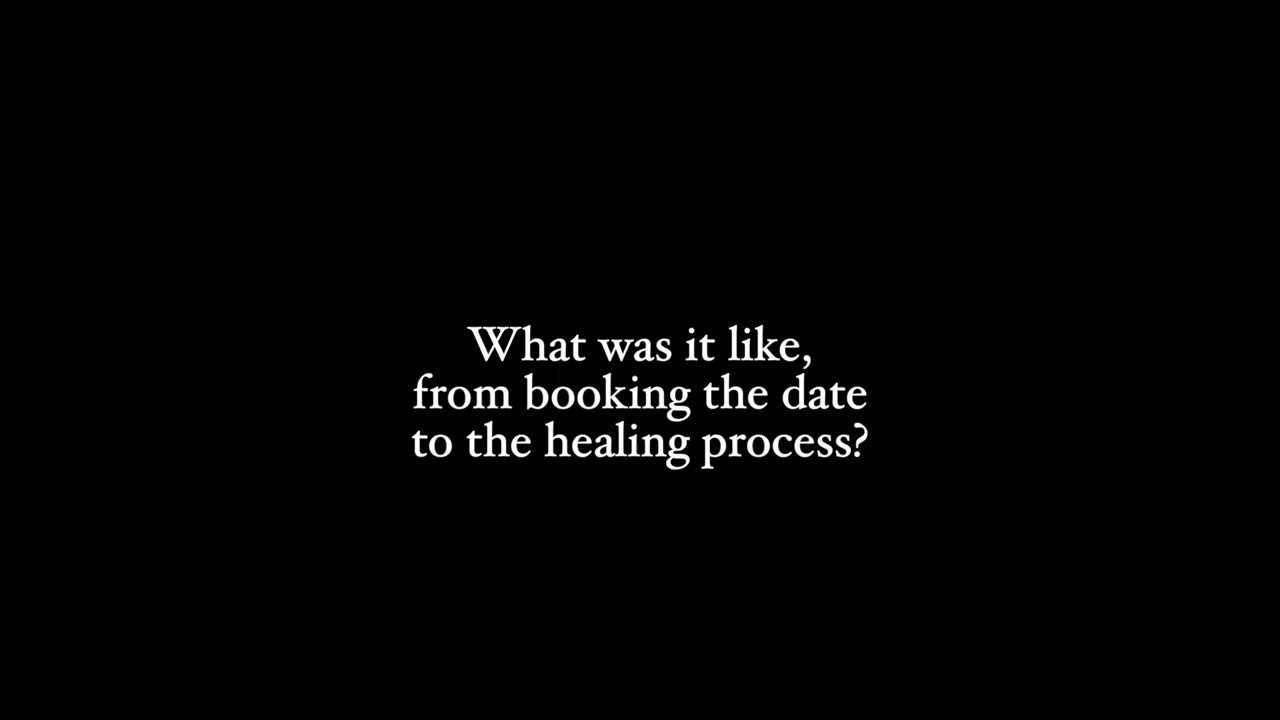 What was it like,
from booking the date
to the healing process?